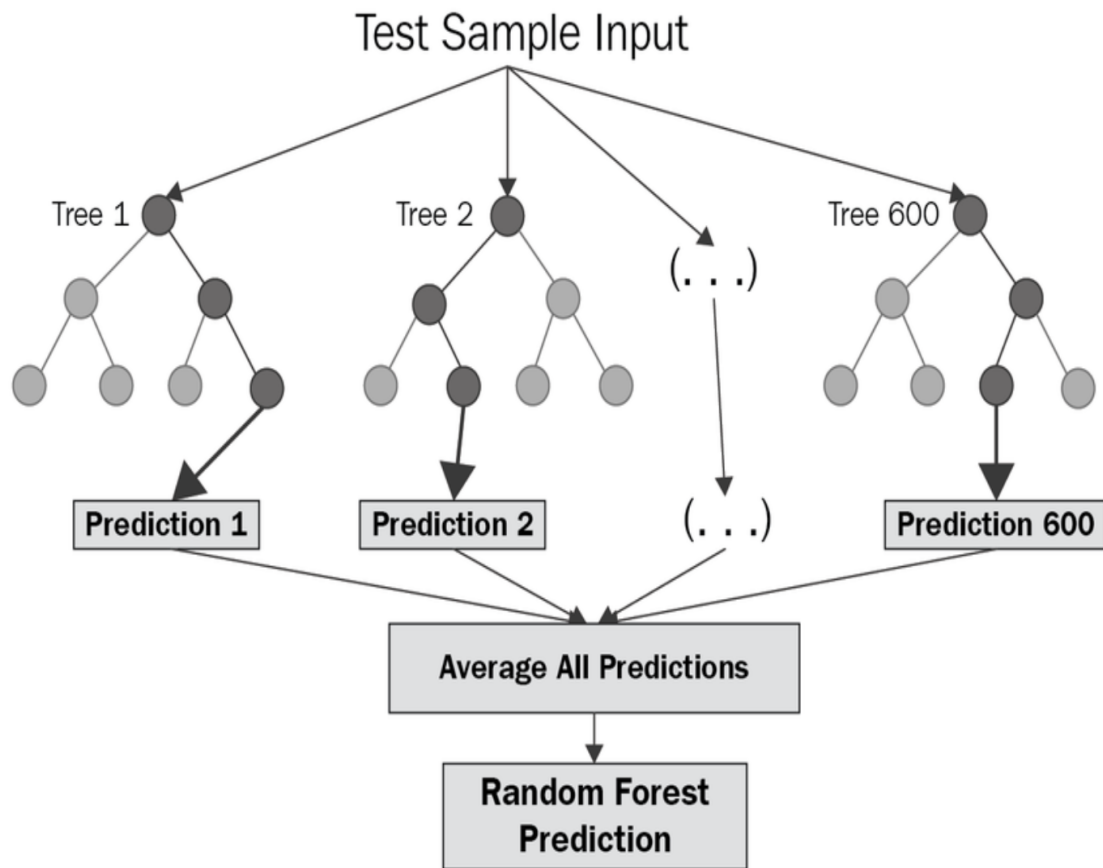 Test Sample Input
Tree 1
Tree 2
Tree 600
(. . .)
Prediction 1
Prediction 2
(. . .)
Prediction 600
Average All Predictions
Random Forest
Prediction